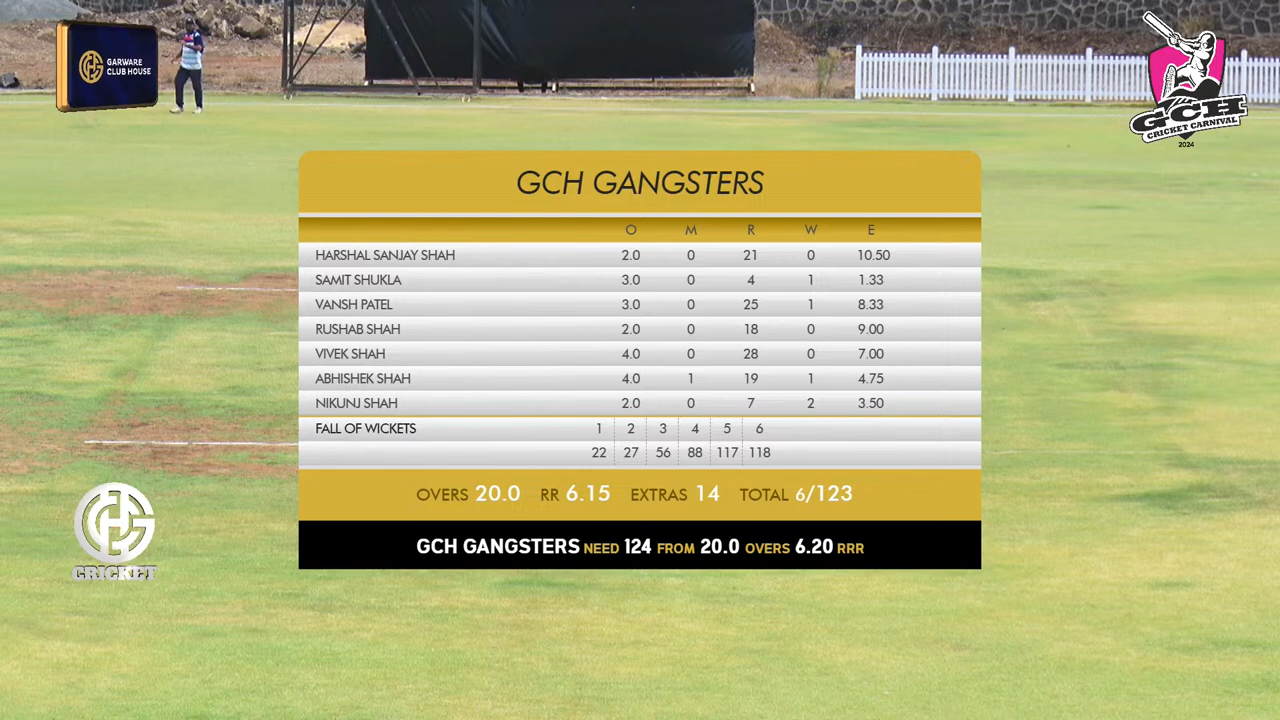 GARWARE
CLUB HOUSE
GCH
CRICKET CARNIVAL
2024
GCH GANGSTERS
O M R W E
HARSHAL SANJAY SHAH 2.0 0 21 0 10.50
SAMIT SHUKLA 3.0 0 4 1 1.33
VANSH PATEL 3.0 0 25 1 8.33
RUSHAB SHAH 2.0 0 18 0 9.00
VIVEK SHAH 4.0 0 28 0 7.00
ABHISHEK SHAH 4.0 1 19 1 4.75
NIKUNJ SHAH 2.0 0 7 2 3.50
FALL OF WICKETS 1 2 3 4 5 6
22 27 56 88 117 118
OVERS 20.0 RR 6.15 EXTRAS 14 TOTAL 6/123
GCH GANGSTERS NEED 124 FROM 20.0 OVERS 6.20 RRR
CRICKET